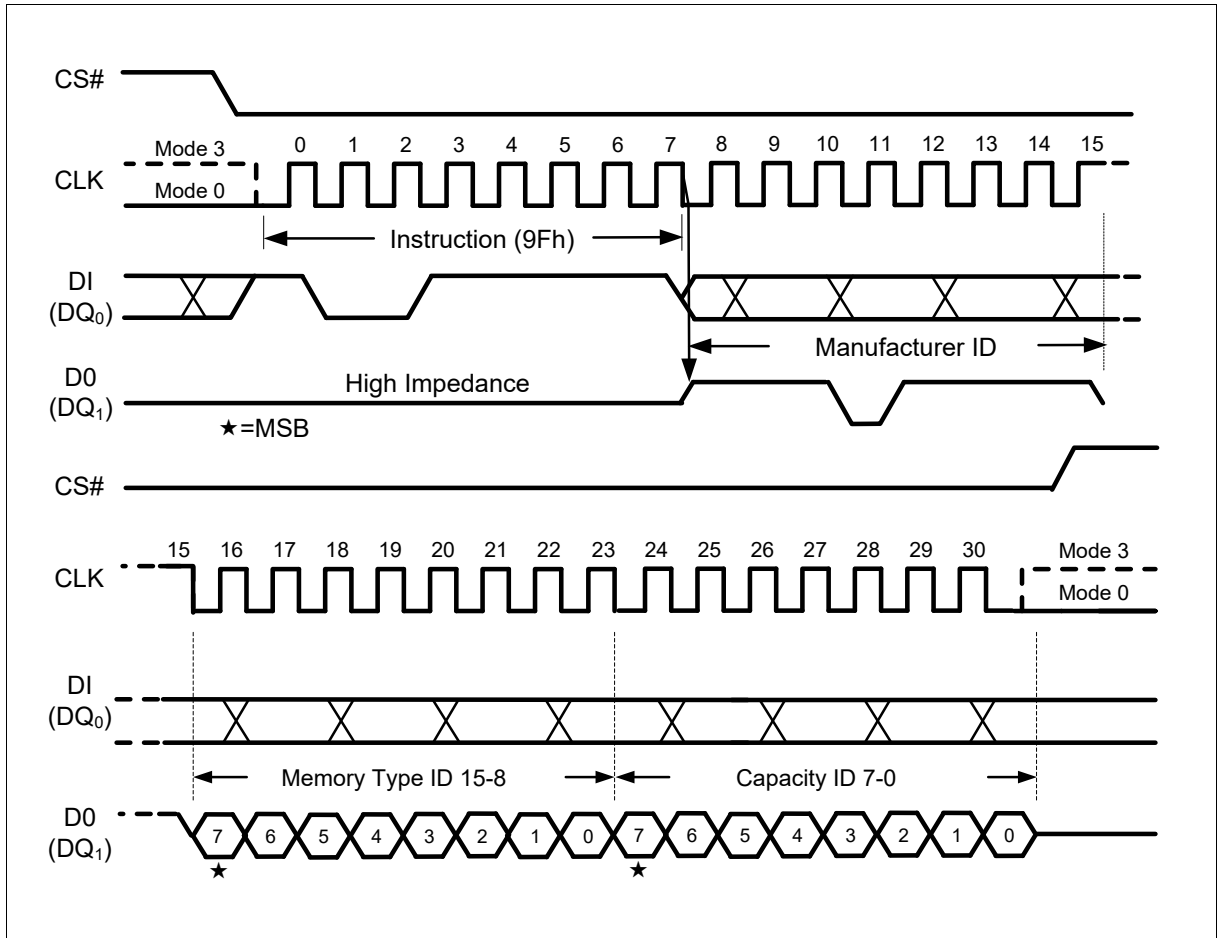 CS#
Mode 3
0 1 2 3 4 5 6 7 8 9 10 11 12 13 14 15
CLK
Mode 0
Instruction (9Fh)
DI
(DQ0)
Manufacturer ID
D0
(DQ1)
High Impedance
★=MSB
CS#
15 16 17 18 19 20 21 22 23 24 25 26 27 28 29 30
Mode 3
CLK
Mode 0
DI
(DQ0)
Memory Type ID 15-8
Capacity ID 7-0
D0
(DQ1)
7 6 5 4 3 2 1 0 7 6 5 4 3 2 1 0
★ ★